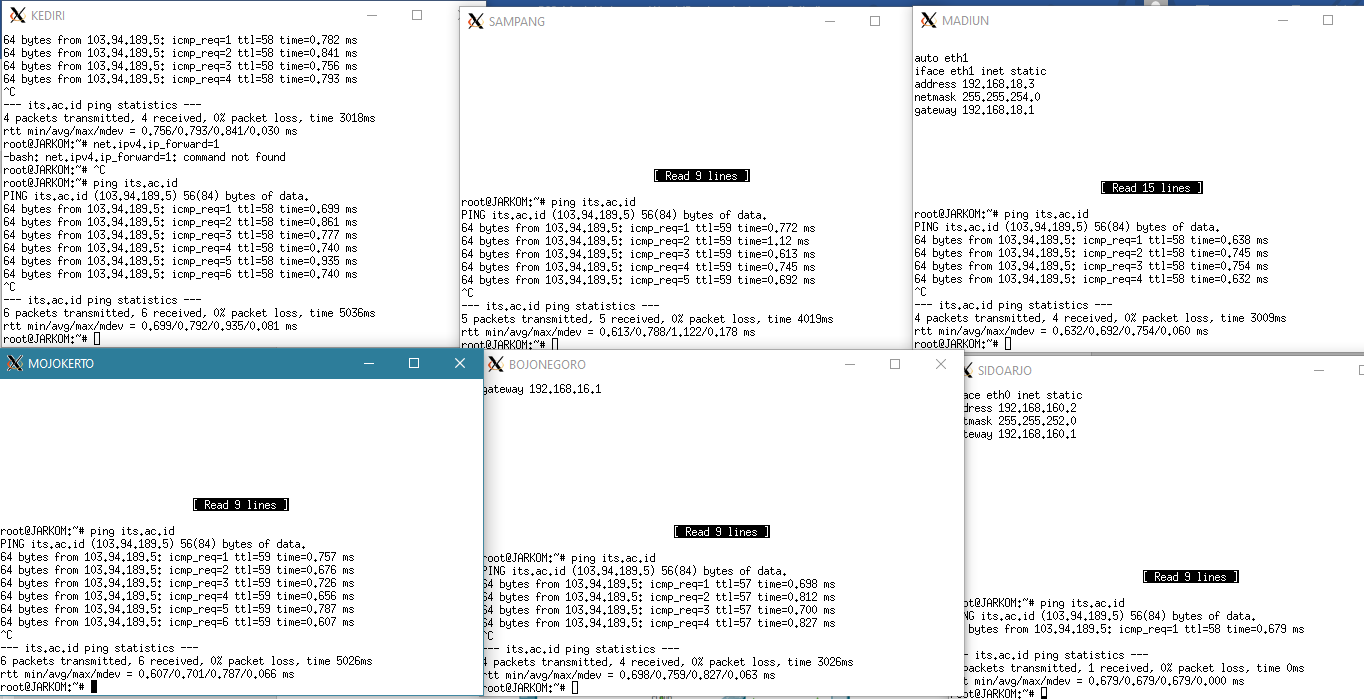 KEDIRI
64 bytes from 103.94.189.5: icmp_req=1 ttl=58 time=0.782 ms
64 bytes from 103.94.189.5: icmp_req=2 ttl=58 time=0.841 ms
64 bytes from 103.94.189.5: icmp_req=3 ttl=58 time=0.756 ms
64 bytes from 103.94.189.5: icmp_req=4 ttl=58 time=0.793 ms
^C
--- its.ac.id ping statistics ---
4 packets transmitted, 4 received, 0% packet loss, time 3018ms
rtt min/avg/max/mdev = 0.756/0.793/0.841/0.030 ms
root@JARKOM:~# net.ipv4.ip_forward=1
-bash: net.ipv4.ip_forward=1: command not found
root@JARKOM:~# ^C
root@JARKOM:~# ping its.ac.id
PING its.ac.id (103.94.189.5) 56(84) bytes of data.
64 bytes from 103.94.189.5: icmp_req=1 ttl=58 time=0.699 ms
64 bytes from 103.94.189.5: icmp_req=2 ttl=58 time=0.861 ms
64 bytes from 103.94.189.5: icmp_req=3 ttl=58 time=0.777 ms
64 bytes from 103.94.189.5: icmp_req=4 ttl=58 time=0.740 ms
64 bytes from 103.94.189.5: icmp_req=5 ttl=58 time=0.935 ms
64 bytes from 103.94.189.5: icmp_req=6 ttl=58 time=0.740 ms
^C
--- its.ac.id ping statistics ---
6 packets transmitted, 6 received, 0% packet loss, time 5036ms
rtt min/avg/max/mdev = 0.699/0.792/0.935/0.081 ms
root@JARKOM:~#
SAMPANG
[ Read 9 lines ]
root@JARKOM:~# ping its.ac.id
PING its.ac.id (103.94.189.5) 56(84) bytes of data.
64 bytes from 103.94.189.5: icmp_req=1 ttl=59 time=0.772 ms
64 bytes from 103.94.189.5: icmp_req=2 ttl=59 time=1.12 ms
64 bytes from 103.94.189.5: icmp_req=3 ttl=59 time=0.613 ms
64 bytes from 103.94.189.5: icmp_req=4 ttl=59 time=0.745 ms
64 bytes from 103.94.189.5: icmp_req=5 ttl=59 time=0.692 ms
^C
--- its.ac.id ping statistics ---
5 packets transmitted, 5 received, 0% packet loss, time 4019ms
rtt min/avg/max/mdev = 0.613/0.788/1.122/0.178 ms
root@JARKOM:~#
MADIUN
auto eth1
iface eth1 inet static
address 192.168.18.3
netmask 255.255.254.0
gateway 192.168.18.1
[ Read 15 lines ]
root@JARKOM:~# ping its.ac.id
PING its.ac.id (103.94.189.5) 56(84) bytes of data.
64 bytes from 103.94.189.5: icmp_req=1 ttl=58 time=0.638 ms
64 bytes from 103.94.189.5: icmp_req=2 ttl=58 time=0.745 ms
64 bytes from 103.94.189.5: icmp_req=3 ttl=58 time=0.754 ms
64 bytes from 103.94.189.5: icmp_req=4 ttl=58 time=0.632 ms
^C
--- its.ac.id ping statistics ---
4 packets transmitted, 4 received, 0% packet loss, time 3009ms
rtt min/avg/max/mdev = 0.632/0.692/0.754/0.060 ms
root@JARKOM:~#
MOJOKERTO
[ Read 9 lines ]
root@JARKOM:~# ping its.ac.id
PING its.ac.id (103.94.189.5) 56(84) bytes of data.
64 bytes from 103.94.189.5: icmp_req=1 ttl=59 time=0.757 ms
64 bytes from 103.94.189.5: icmp_req=2 ttl=59 time=0.676 ms
64 bytes from 103.94.189.5: icmp_req=3 ttl=59 time=0.726 ms
64 bytes from 103.94.189.5: icmp_req=4 ttl=59 time=0.656 ms
64 bytes from 103.94.189.5: icmp_req=5 ttl=59 time=0.787 ms
64 bytes from 103.94.189.5: icmp_req=6 ttl=59 time=0.607 ms
^C
--- its.ac.id ping statistics ---
6 packets transmitted, 6 received, 0% packet loss, time 5026ms
rtt min/avg/max/mdev = 0.607/0.701/0.787/0.066 ms
root@JARKOM:~#
BOJONEGORO
gateway 192.168.16.1
[ Read 9 lines ]
root@JARKOM:~# ping its.ac.id
PING its.ac.id (103.94.189.5) 56(84) bytes of data.
64 bytes from 103.94.189.5: icmp_req=1 ttl=57 time=0.698 ms
64 bytes from 103.94.189.5: icmp_req=2 ttl=57 time=0.812 ms
64 bytes from 103.94.189.5: icmp_req=3 ttl=57 time=0.700 ms
64 bytes from 103.94.189.5: icmp_req=4 ttl=57 time=0.827 ms
^C
--- its.ac.id ping statistics ---
4 packets transmitted, 4 received, 0% packet loss, time 3026ms
rtt min/avg/max/mdev = 0.698/0.759/0.827/0.063 ms
root@JARKOM:~#
SIDOARJO
ace eth0 inet static
dress 192.168.160.2
tmask 255.255.252.0
teway 192.168.160.1
[ Read 9 lines ]
ot@JARKOM:~# ping its.ac.id
NG its.ac.id (103.94.189.5) 56(84) bytes of data.
bytes from 103.94.189.5: icmp_req=1 ttl=58 time=0.679 ms
- its.ac.id ping statistics ---
packets transmitted, 1 received, 0% packet loss, time 0ms
t min/avg/max/mdev = 0.679/0.679/0.679/0.000 ms
ot@JARKOM:~#